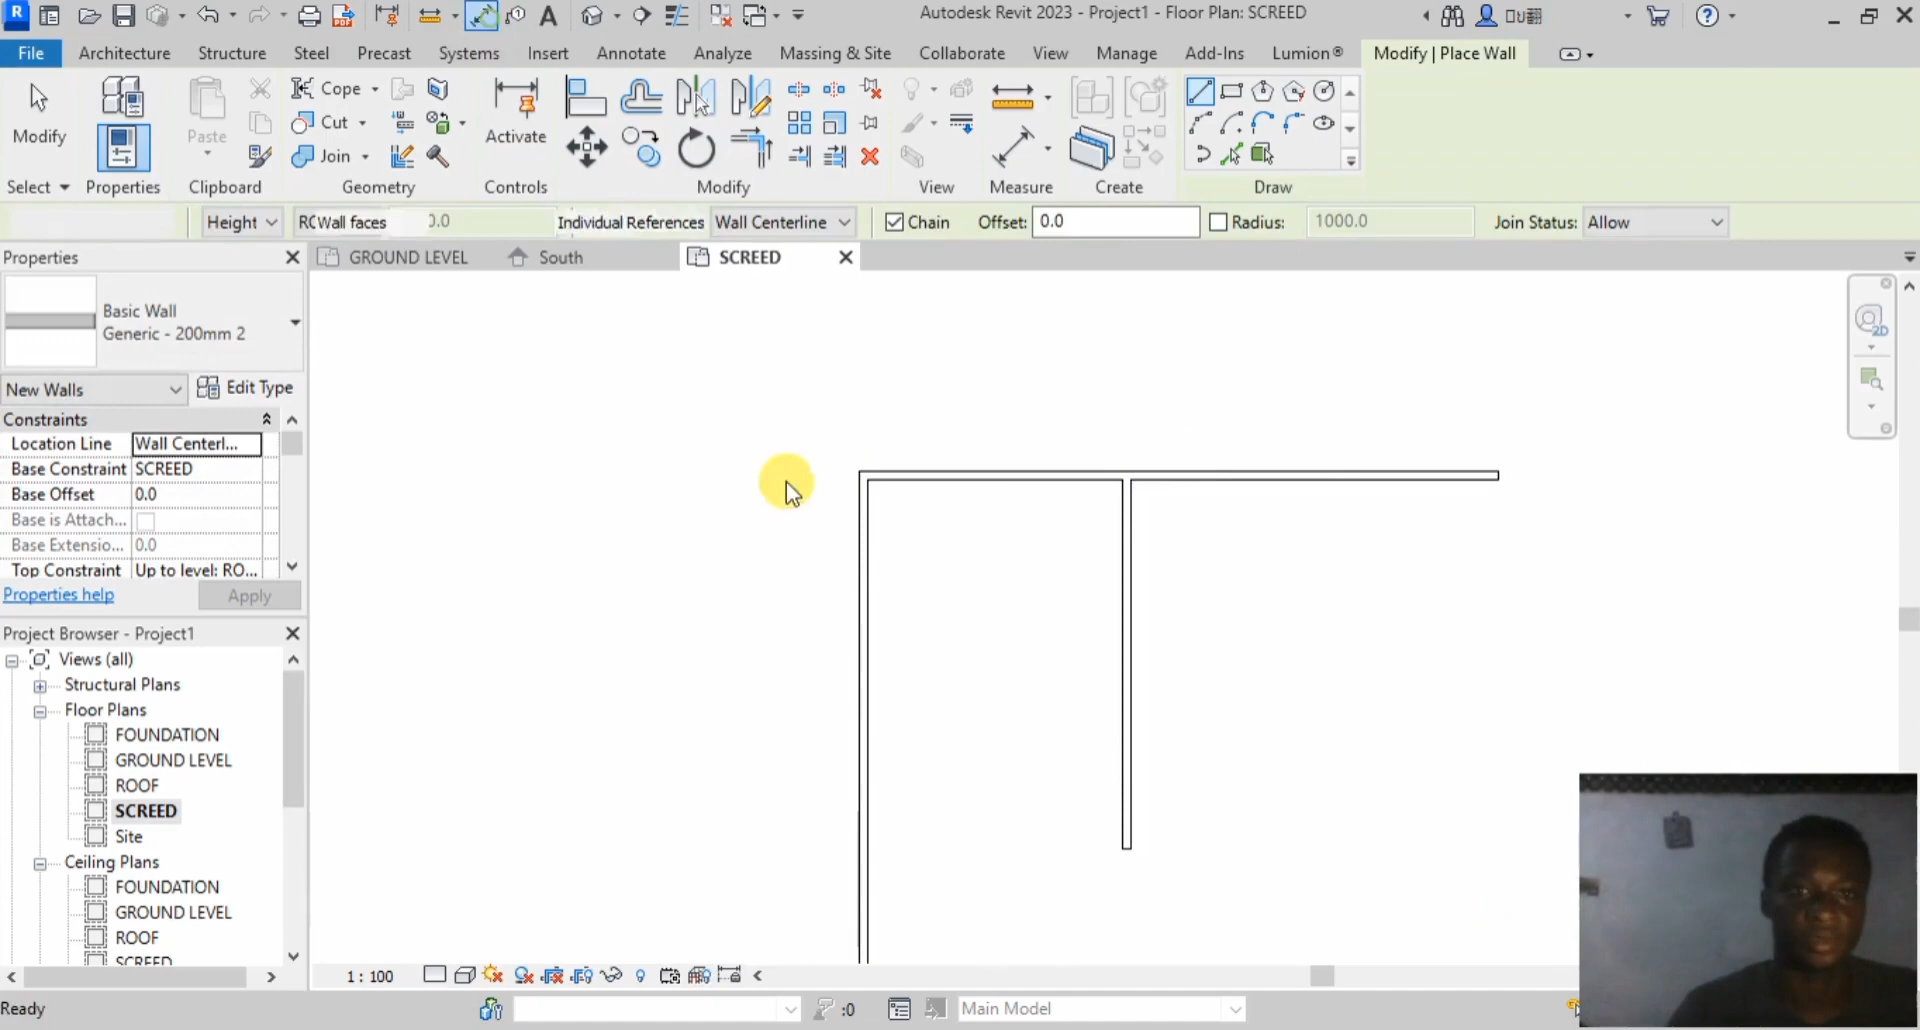 Autodesk Revit 2023 - Project1 - Floor Plan: SCREED
File Architecture Structure Steel Precast Systems Insert Annotate Analyze Massing & Site Collaborate View Manage Add-Ins Lumion® Modify | Place Wall
Modify Paste Cope Cut Join Activate
Select Properties Clipboard Geometry Controls Modify View Measure Create Draw
Height Wall faces 0.0 Individual References Wall Centerline Chain Offset: 0.0 Radius: 1000.0 Join Status: Allow
Properties
GROUND LEVEL South SCREED
Basic Wall
Generic - 200mm 2
New Walls Edit Type
Constraints
Location Line Wall Centerl...
Base Constraint SCREED
Base Offset 0.0
Base is Attach...
Base Extensio... 0.0
Top Constraint Up to level: RO...
Properties help Apply
Project Browser - Project1
Views (all)
Structural Plans
Floor Plans
FOUNDATION
GROUND LEVEL
ROOF
SCREED
Site
Ceiling Plans
FOUNDATION
GROUND LEVEL
ROOF
SCREED
1 : 100
2D
Ready :0 Main Model